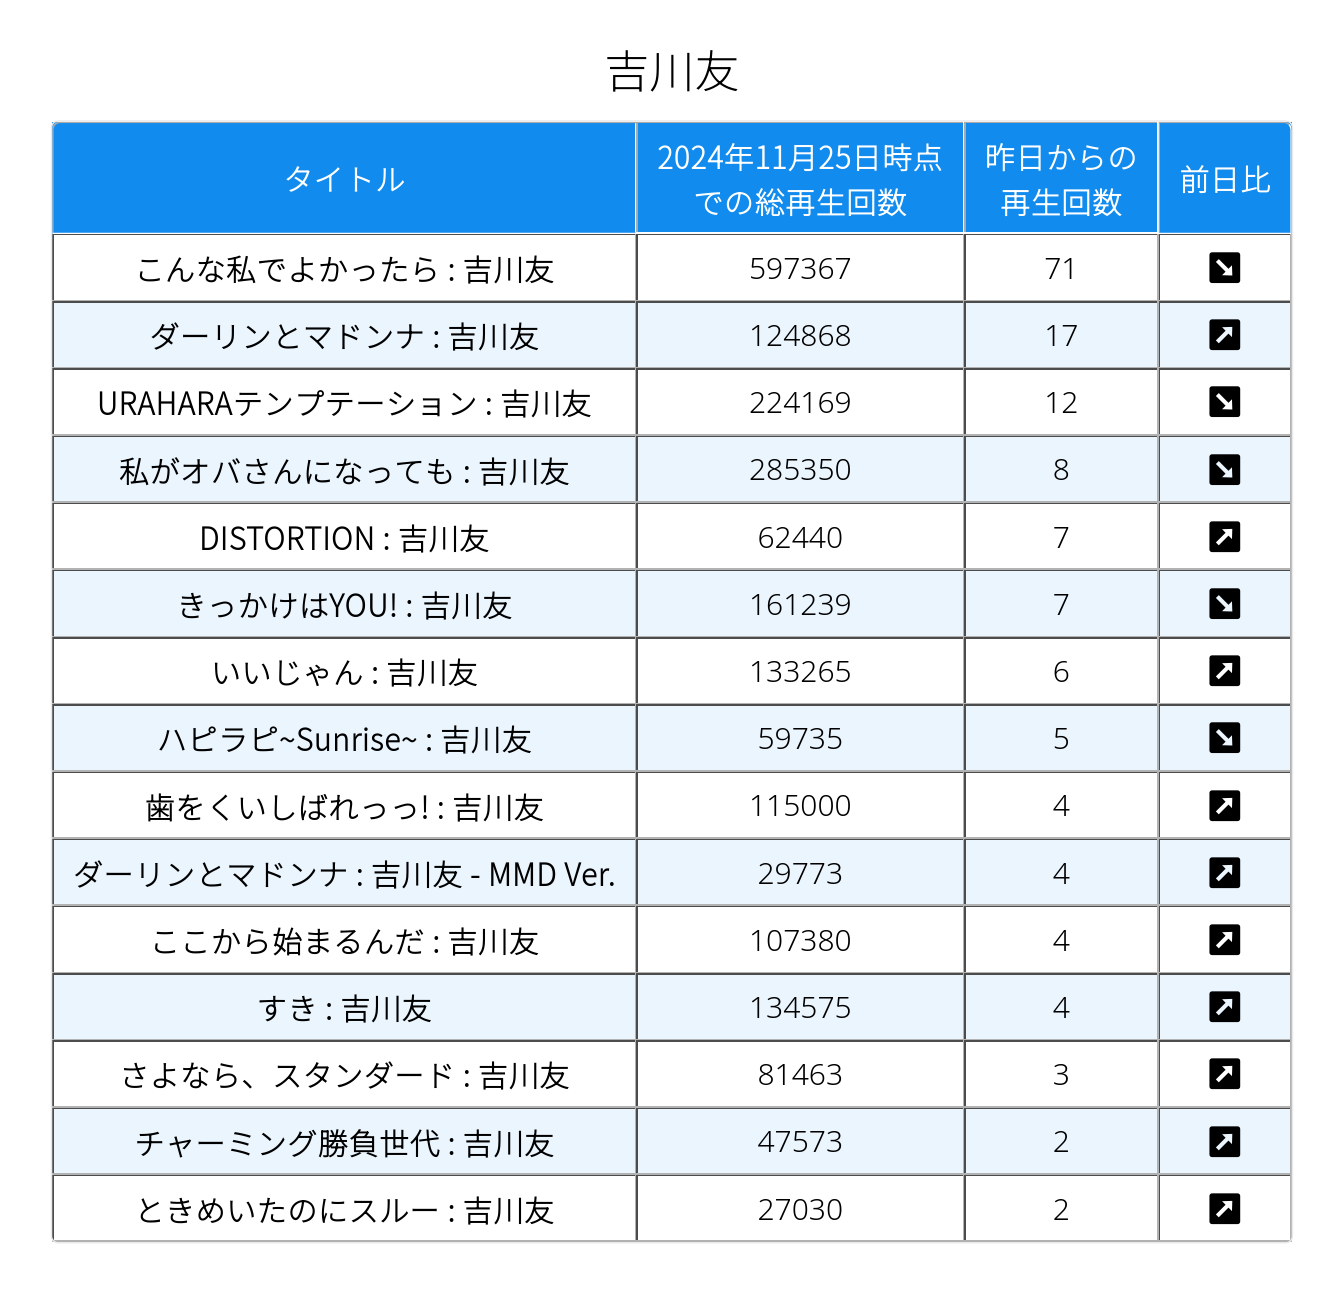 吉川友
タイトル
2024年11月25日時点
での総再生回数
昨日からの
再生回数
前日比
こんな私でよかったら : 吉川友 597367 71 ↘
ダーリンとマドンナ : 吉川友 124868 17 ↗
URAHARAテンプテーション : 吉川友 224169 12 ↘
私がオバさんになっても : 吉川友 285350 8 ↘
DISTORTION : 吉川友 62440 7 ↗
きっかけはYOU! : 吉川友 161239 7 ↘
いいじゃん : 吉川友 133265 6 ↗
ハピラピ~Sunrise~ : 吉川友 59735 5 ↘
歯をくいしばれっっ! : 吉川友 115000 4 ↗
ダーリンとマドンナ : 吉川友 - MMD Ver. 29773 4 ↗
ここから始まるんだ : 吉川友 107380 4 ↗
すき : 吉川友 134575 4 ↗
さよなら、スタンダード : 吉川友 81463 3 ↗
チャーミング勝負世代 : 吉川友 47573 2 ↗
ときめいたのにスルー : 吉川友 27030 2 ↗